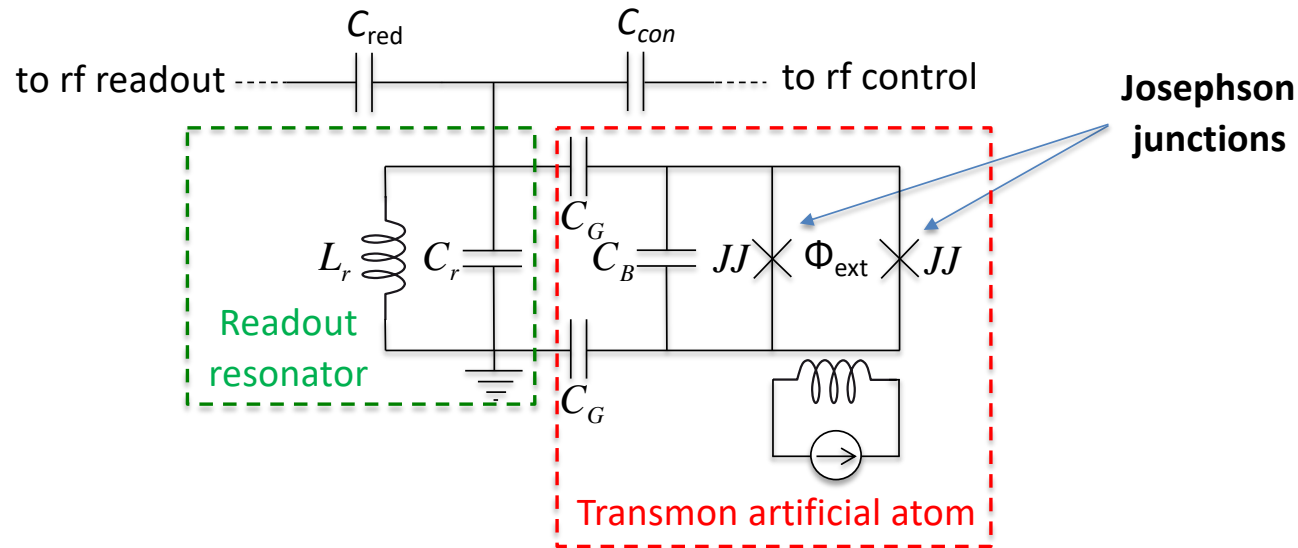 C_red
C_con
to rf readout
to rf control
Josephson
junctions
C_G
L_r
C_r
C_B
JJ
Φ_ext
JJ
Readout
resonator
C_G
Transmon artificial atom